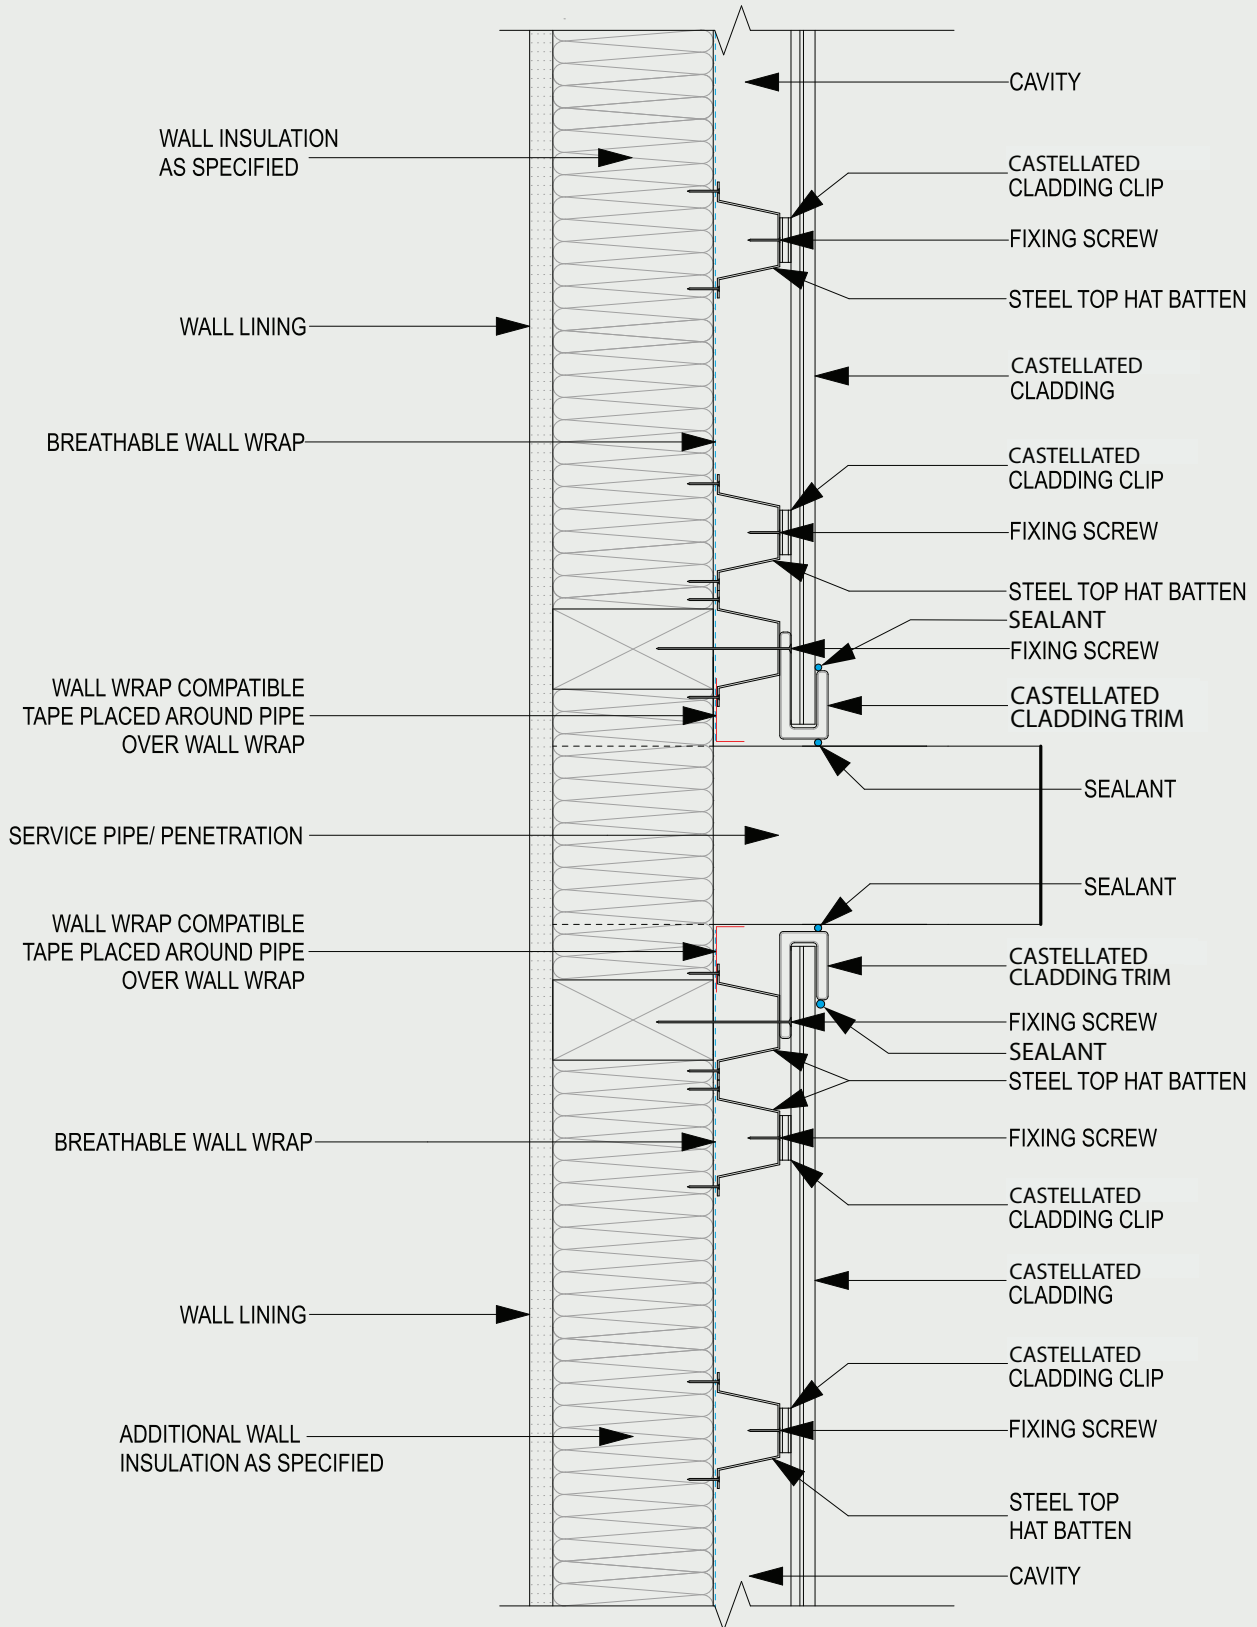 CAVITY
WALL INSULATION
AS SPECIFIED
CASTELLATED
CLADDING CLIP
FIXING SCREW
STEEL TOP HAT BATTEN
WALL LINING
CASTELLATED
CLADDING
BREATHABLE WALL WRAP
CASTELLATED
CLADDING CLIP
FIXING SCREW
STEEL TOP HAT BATTEN
SEALANT
FIXING SCREW
WALL WRAP COMPATIBLE
TAPE PLACED AROUND PIPE
OVER WALL WRAP
CASTELLATED
CLADDING TRIM
SEALANT
SERVICE PIPE/ PENETRATION
SEALANT
WALL WRAP COMPATIBLE
TAPE PLACED AROUND PIPE
OVER WALL WRAP
CASTELLATED
CLADDING TRIM
FIXING SCREW
SEALANT
STEEL TOP HAT BATTEN
BREATHABLE WALL WRAP
FIXING SCREW
CASTELLATED
CLADDING CLIP
CASTELLATED
CLADDING
WALL LINING
CASTELLATED
CLADDING CLIP
FIXING SCREW
ADDITIONAL WALL
INSULATION AS SPECIFIED
STEEL TOP
HAT BATTEN
CAVITY